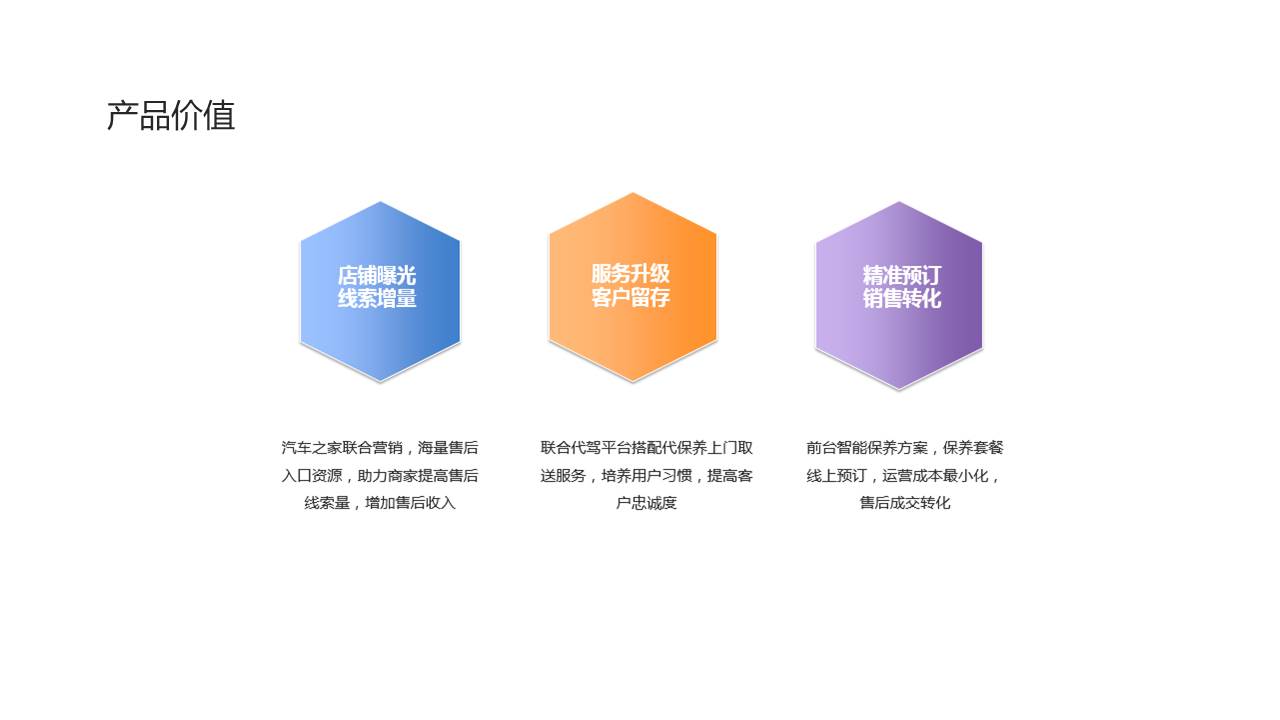 产品价值
店铺曝光
线索增量
服务升级
客户留存
精准预订
销售转化
汽车之家联合营销，海量售后
入口资源，助力商家提高售后
线索量，增加售后收入
联合代驾平台搭配代保养上门取
送服务，培养用户习惯，提高客
户忠诚度
前台智能保养方案，保养套餐
线上预订，运营成本最小化，
售后成交转化